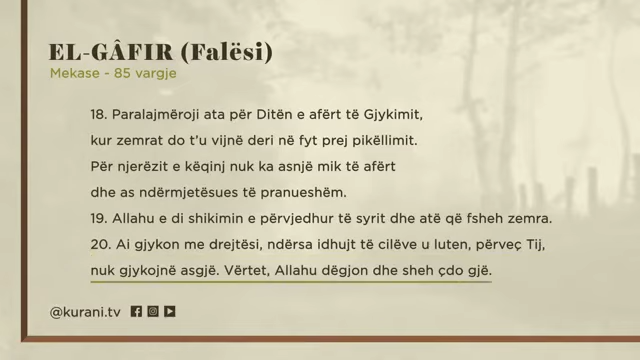 EL-GÂFIR (Falësi)
Mekase - 85 vargje
18. Paralajmëroji ata për Ditën e afërt të Gjykimit,
kur zemrat do t’u vijnë deri në fyt prej pikëllimit.
Për njerëzit e këqinj nuk ka asnjë mik të afërt
dhe as ndërmjetësues të pranueshëm.
19. Allahu e di shikimin e përvjedhur të syrit dhe atë që fsheh zemra.
20. Ai gjykon me drejtësi, ndërsa idhujt të cilëve u luten, përveç Tij,
nuk gjykojnë asgjë. Vërtet, Allahu dëgjon dhe sheh çdo gjë.
@kurani.tv